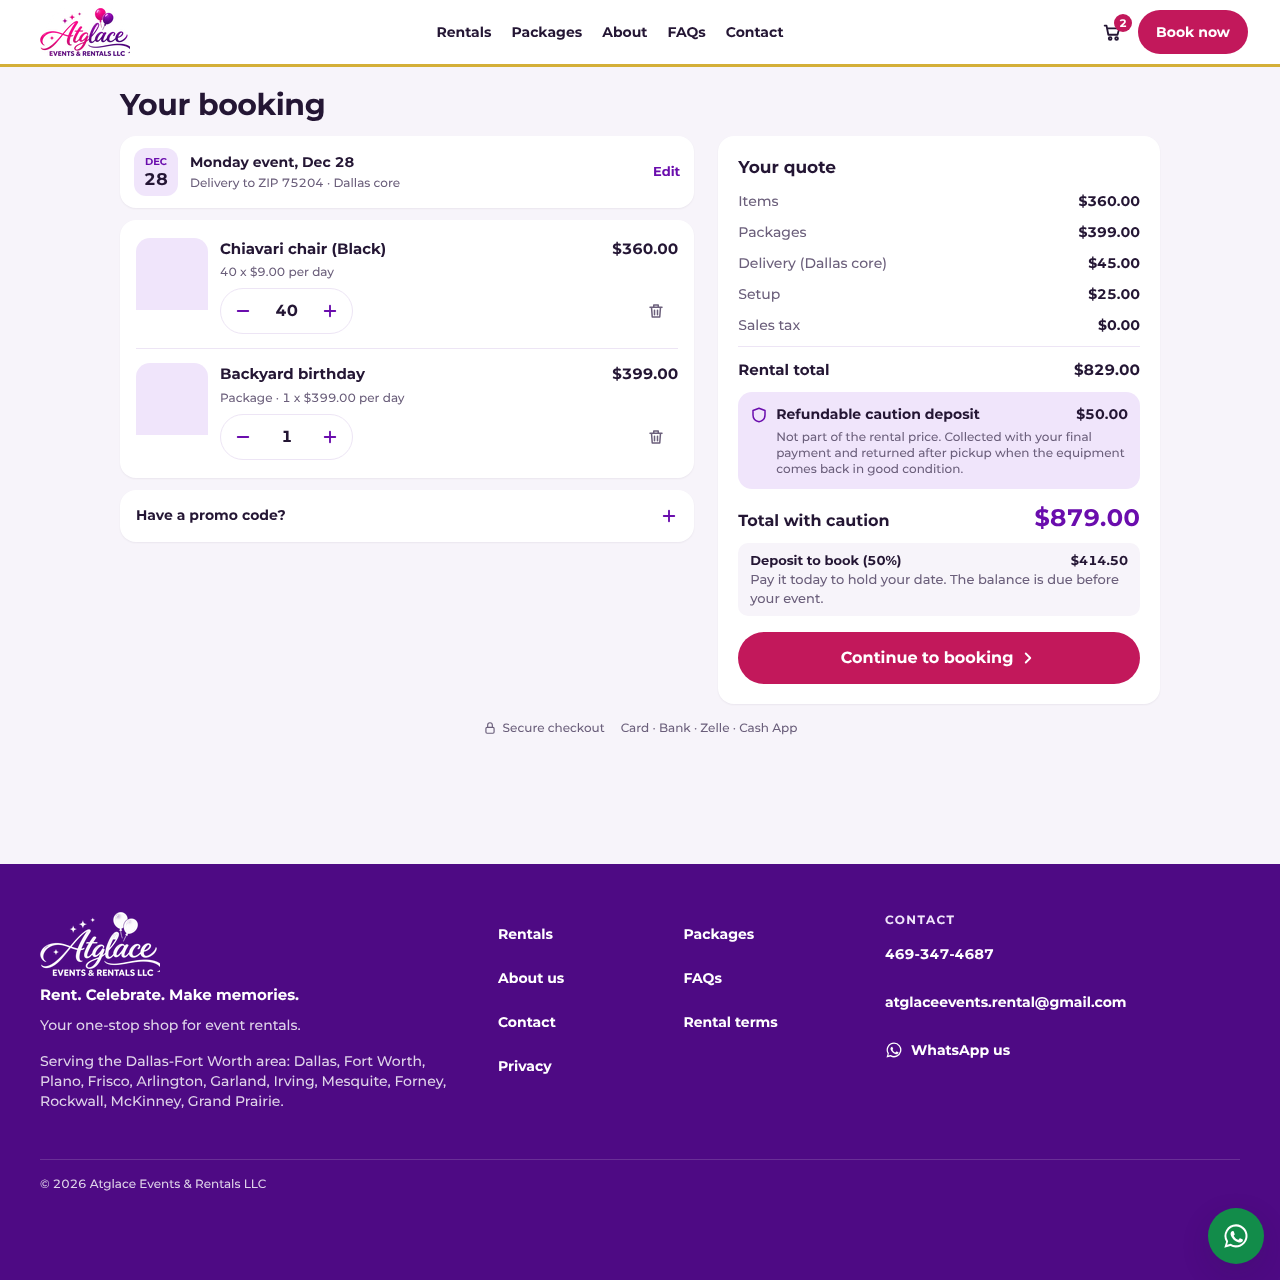 Atglace
EVENTS & RENTALS LLC
Rentals
Packages
About
FAQs
Contact
2
Book now
Your booking
DEC
28
Monday event, Dec 28
Delivery to ZIP 75204 · Dallas core
Edit
Chiavari chair (Black)
$360.00
40 x $9.00 per day
− 40 +
Backyard birthday
$399.00
Package · 1 x $399.00 per day
− 1 +
Have a promo code?
+
Your quote
Items $360.00
Packages $399.00
Delivery (Dallas core) $45.00
Setup $25.00
Sales tax $0.00
Rental total $829.00
Refundable caution deposit $50.00
Not part of the rental price. Collected with your final
payment and returned after pickup when the equipment
comes back in good condition.
Total with caution $879.00
Deposit to book (50%) $414.50
Pay it today to hold your date. The balance is due before
your event.
Continue to booking
Secure checkout
Card · Bank · Zelle · Cash App
Atglace
EVENTS & RENTALS LLC
Rent. Celebrate. Make memories.
Your one-stop shop for event rentals.
Serving the Dallas-Fort Worth area: Dallas, Fort Worth,
Plano, Frisco, Arlington, Garland, Irving, Mesquite, Forney,
Rockwall, McKinney, Grand Prairie.
Rentals
Packages
About us
FAQs
Contact
Rental terms
Privacy
CONTACT
469-347-4687
atglaceevents.rental@gmail.com
WhatsApp us
© 2026 Atglace Events & Rentals LLC